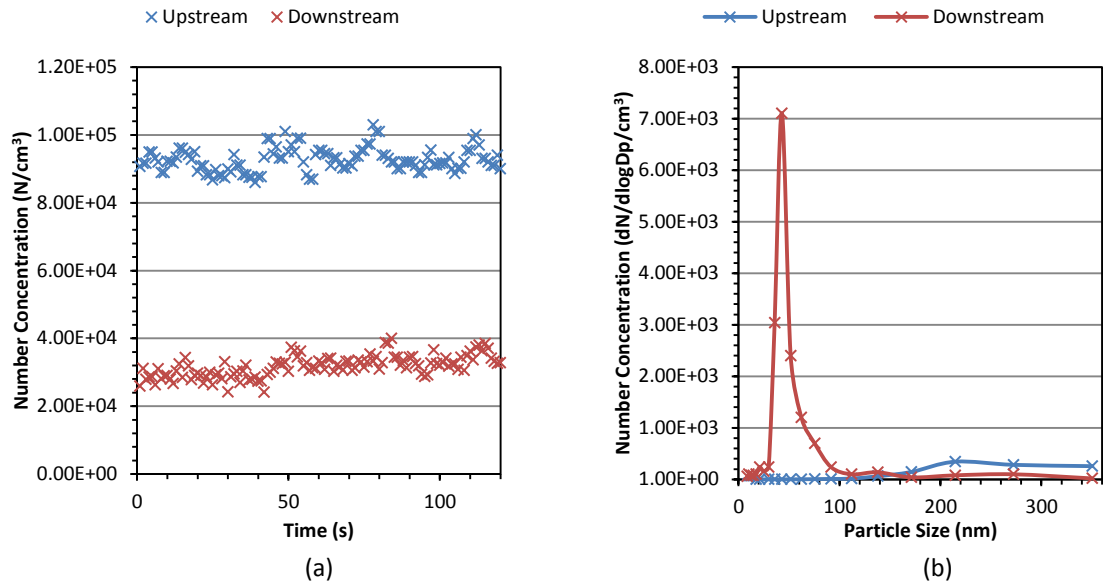 Upstream Downstream
Number Concentration (N/cm³)
1.20E+05
1.00E+05
8.00E+04
6.00E+04
4.00E+04
2.00E+04
0.00E+00
0 50 100
Time (s)
(a)
Upstream Downstream
Number Concentration (dN/dlogDp/cm³)
8.00E+03
7.00E+03
6.00E+03
5.00E+03
4.00E+03
3.00E+03
2.00E+03
1.00E+03
1.00E+00
0 100 200 300
Particle Size (nm)
(b)